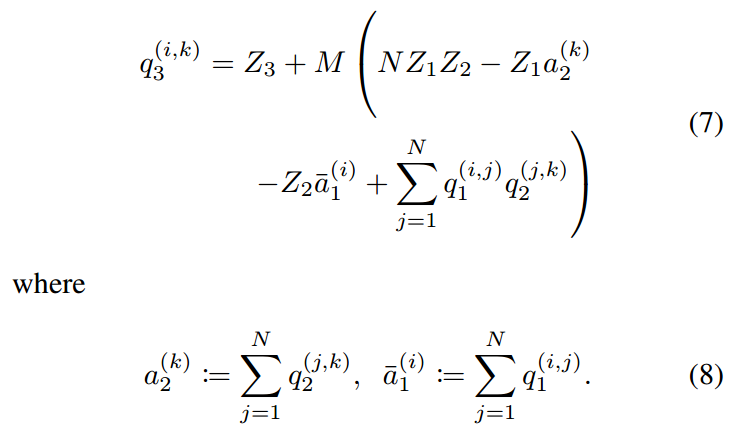 $q_3^{(i,k)} = Z_3 + M \Bigg( N Z_1 Z_2 - Z_1 a_2^{(k)}$
(7)
$- Z_2 \bar{a}_1^{(i)} + \sum_{j=1}^{N} q_1^{(i,j)} q_2^{(j,k)} \Bigg)$
where
$a_2^{(k)} := \sum_{j=1}^{N} q_2^{(j,k)}, \;\; \bar{a}_1^{(i)} := \sum_{j=1}^{N} q_1^{(i,j)}.$ (8)